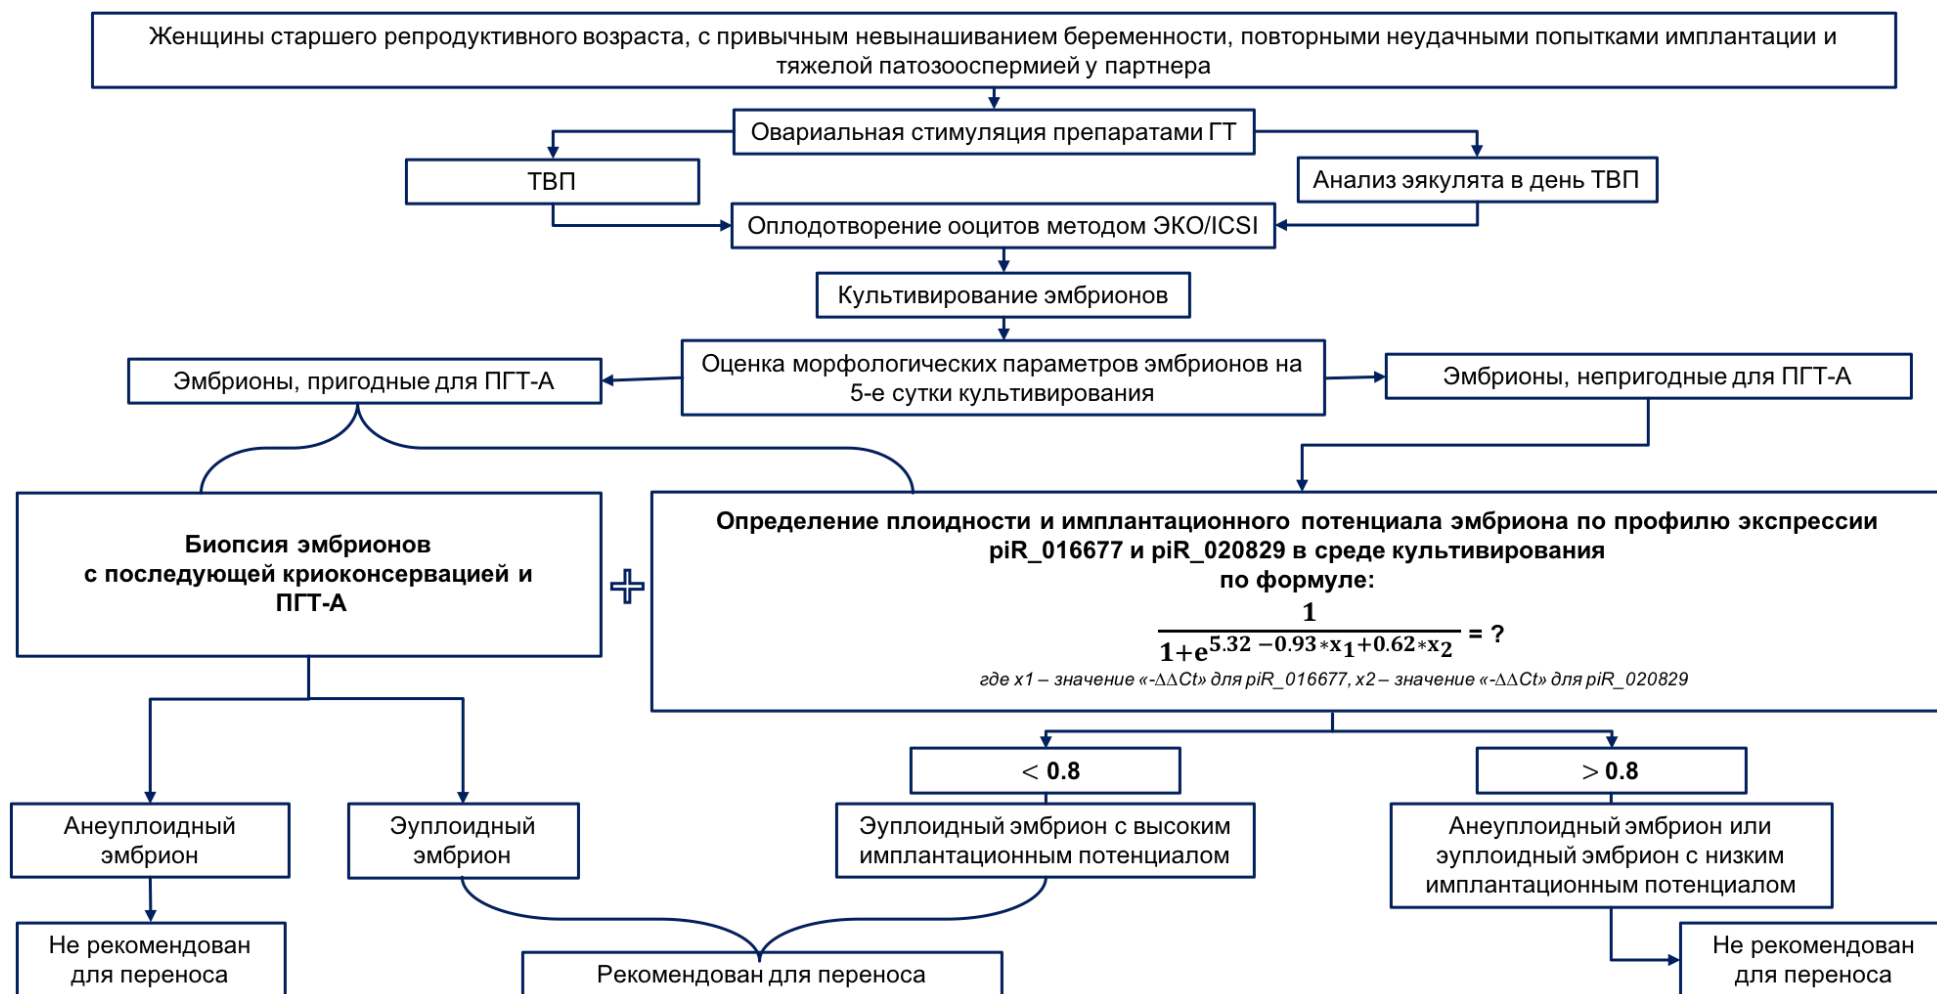 Женщины старшего репродуктивного возраста, с привычным невынашиванием беременности, повторными неудачными попытками имплантации и
тяжелой патозооспермией у партнера
Овариальная стимуляция препаратами ГТ
ТВП
Анализ эякулята в день ТВП
Оплодотворение ооцитов методом ЭКО/ICSI
Культивирование эмбрионов
Оценка морфологических параметров эмбрионов на
5-е сутки культивирования
Эмбрионы, пригодные для ПГТ-А
Эмбрионы, непригодные для ПГТ-А
Биопсия эмбрионов
с последующей криоконсервацией и
ПГТ-А
Определение плоидности и имплантационного потенциала эмбриона по профилю экспрессии
piR_016677 и piR_020829 в среде культивирования
по формуле:
1
1+e^5.32 −0.93*x₁+0.62*x₂ = ?
где х1 – значение «-∆∆Ct» для piR_016677, х2 – значение «-∆∆Ct» для piR_020829
< 0.8
> 0.8
Анеуплоидный
эмбрион
Эуплоидный
эмбрион
Эуплоидный эмбрион с высоким
имплантационным потенциалом
Анеуплоидный эмбрион или
эуплоидный эмбрион с низким
имплантационным потенциалом
Не рекомендован
для переноса
Рекомендован для переноса
Не рекомендован
для переноса